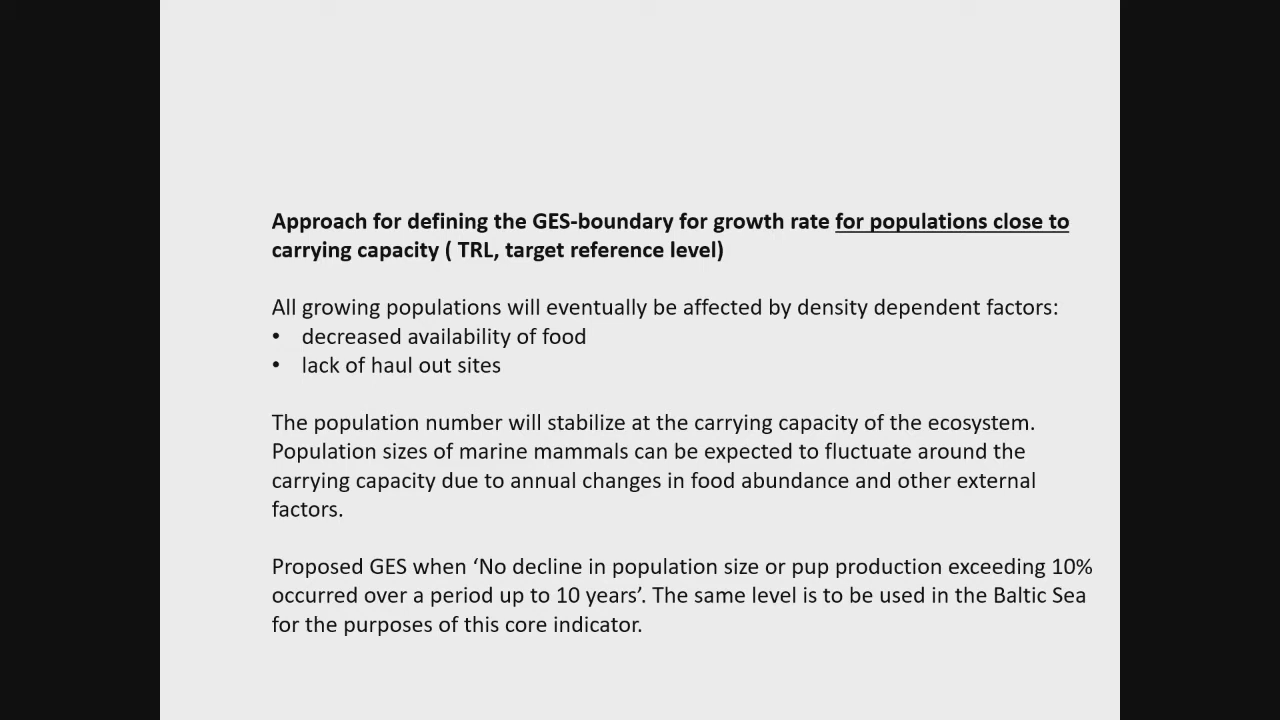 Approach for defining the GES-boundary for growth rate for populations close to
carrying capacity ( TRL, target reference level)
All growing populations will eventually be affected by density dependent factors:
• decreased availability of food
• lack of haul out sites
The population number will stabilize at the carrying capacity of the ecosystem.
Population sizes of marine mammals can be expected to fluctuate around the
carrying capacity due to annual changes in food abundance and other external
factors.
Proposed GES when ‘No decline in population size or pup production exceeding 10%
occurred over a period up to 10 years’. The same level is to be used in the Baltic Sea
for the purposes of this core indicator.